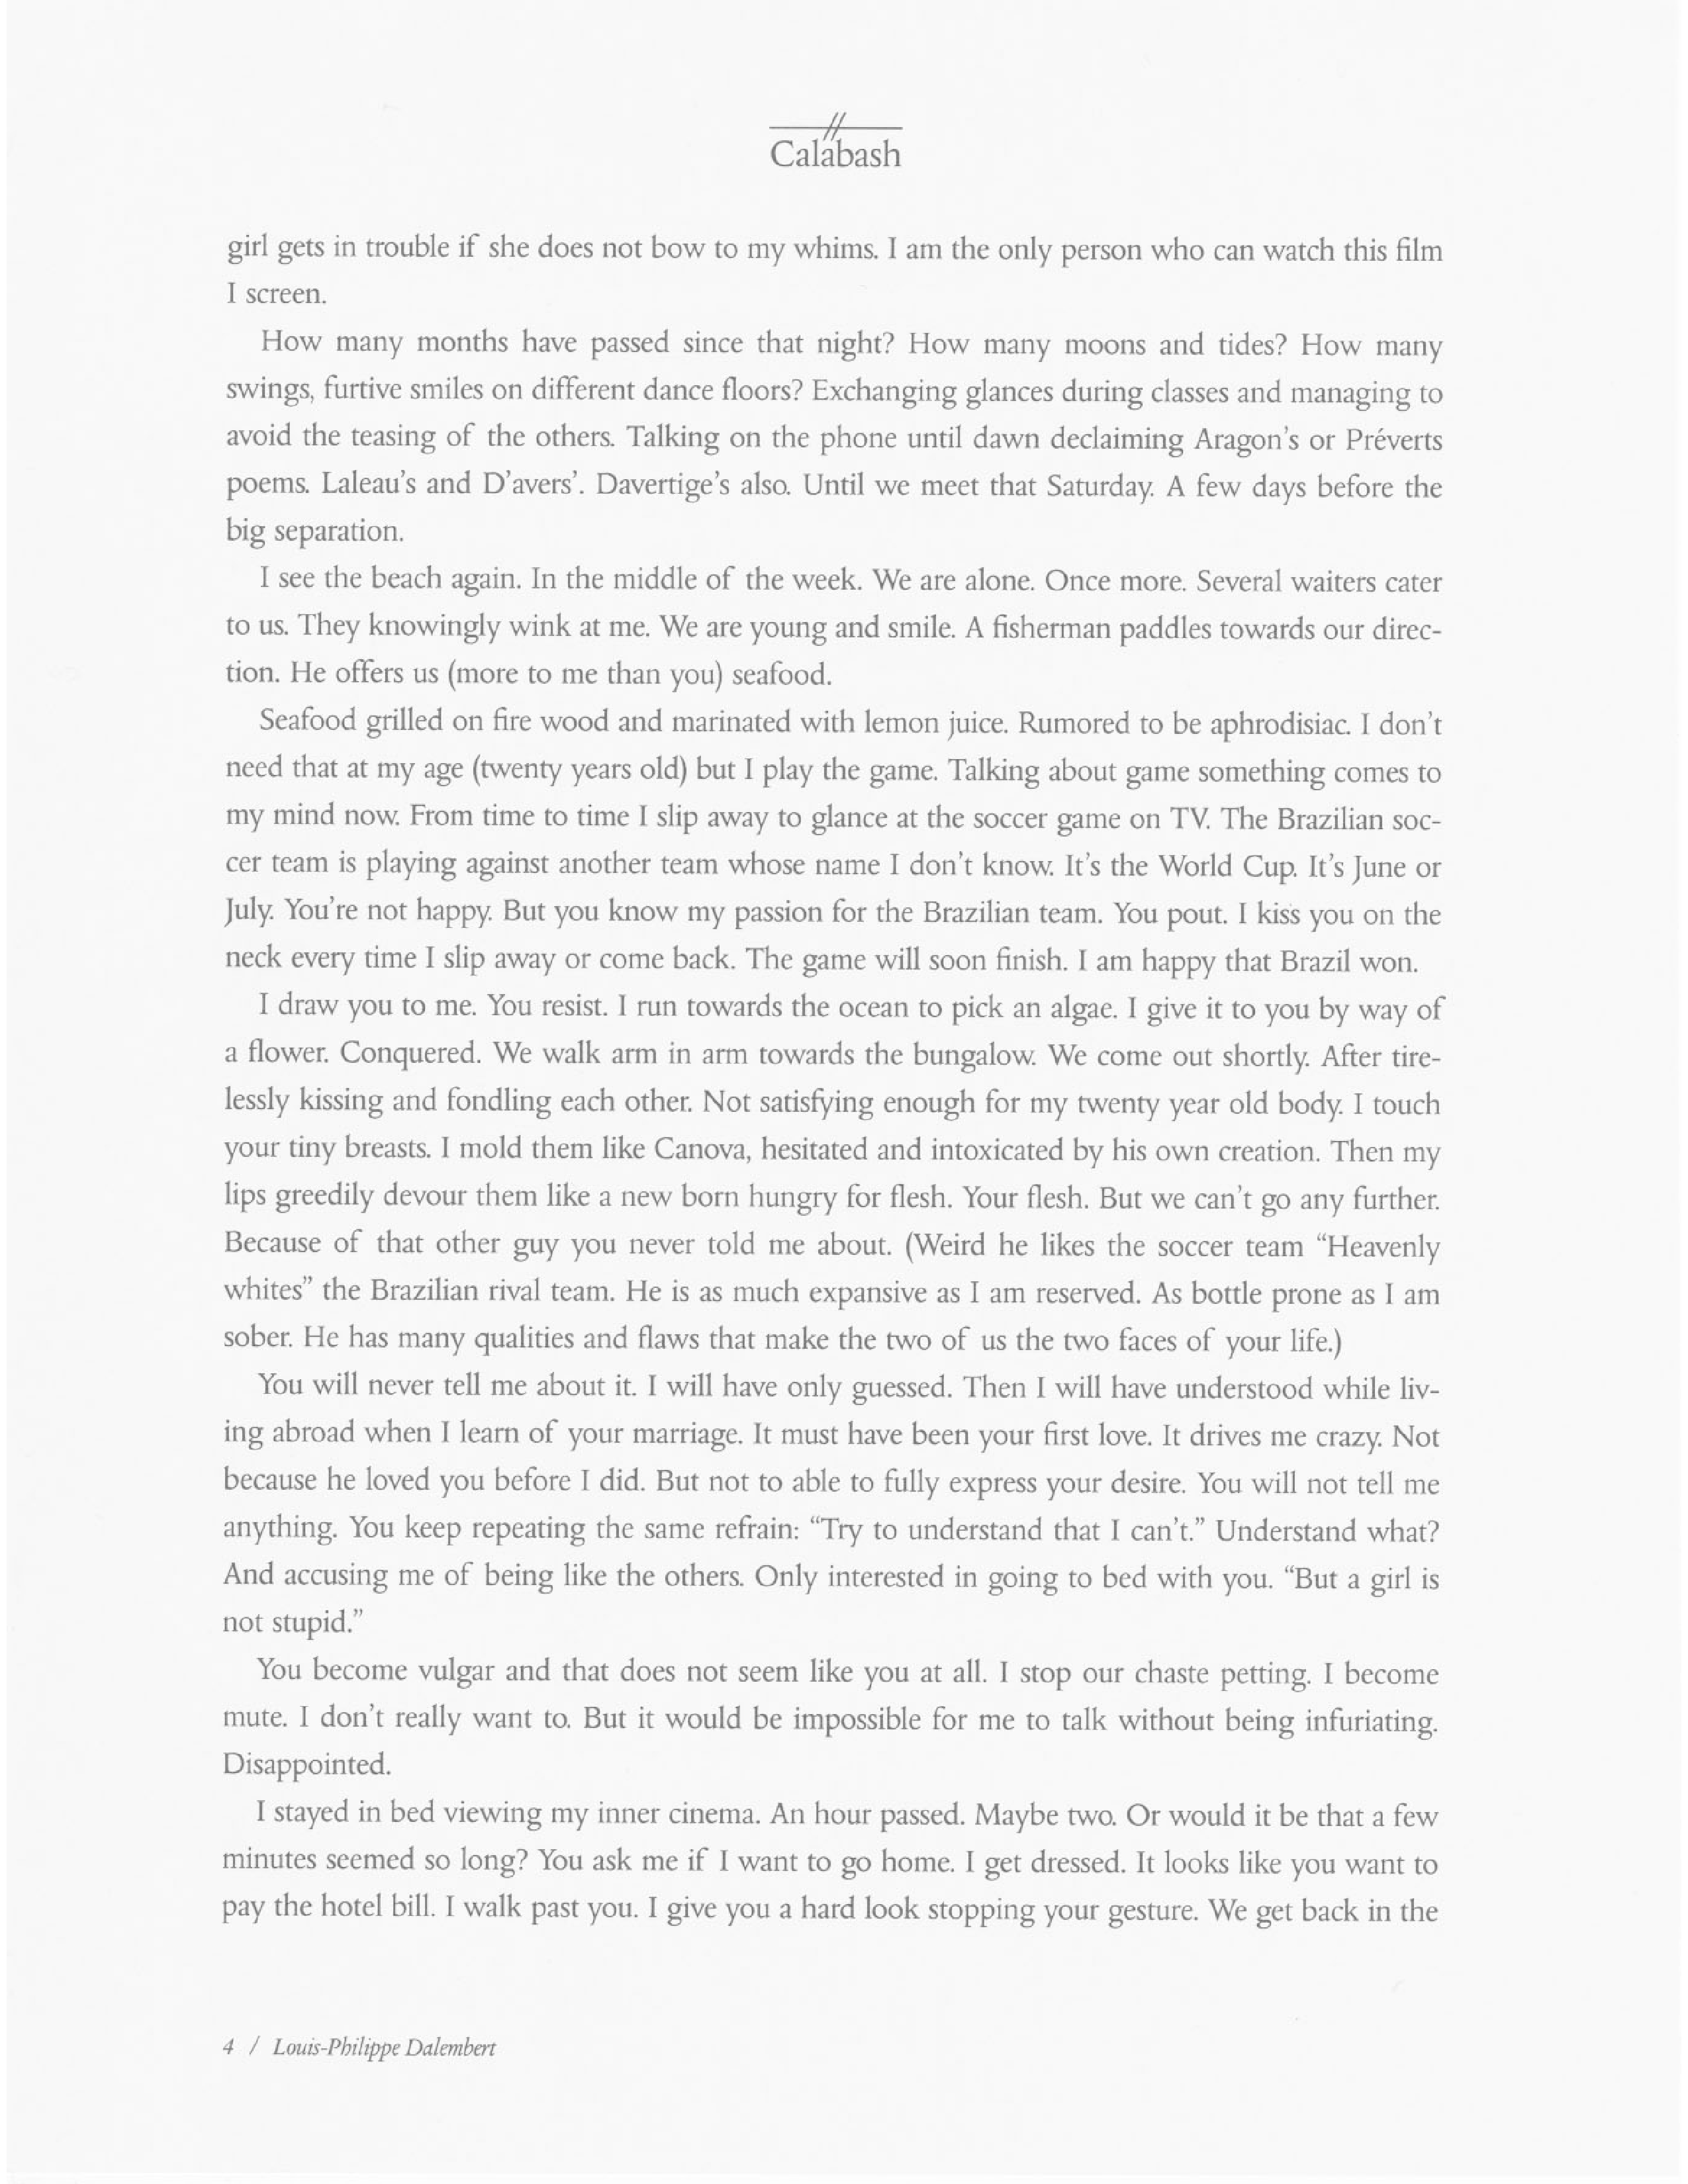 Calabash
girl gets in trouble if she does not bow to my whims. I am the only person who can watch this film
I screen.
How many months have passed since that night? How many moons and tides? How many
swings, furtive smiles on different dance floors? Exchanging glances during classes and managing to
avoid the teasing of the others. Talking on the phone until dawn declaiming Aragon's or Préverts
poems. Laleau's and D'avers'. Davertige's also. Until we meet that Saturday. A few days before the
big separation.
I see the beach again. In the middle of the week. We are alone. Once more. Several waiters cater
to us. They knowingly wink at me. We are young and smile. A fisherman paddles towards our direc-
tion. He offers us (more to me than you) seafood.
Seafood grilled on fire wood and marinated with lemon juice. Rumored to be aphrodisiac. I don't
need that at my age (twenty years old) but I play the game. Talking about game something comes to
my mind now. From time to time I slip away to glance at the soccer game on TV. The Brazilian soc-
cer team is playing against another team whose name I don't know. It's the World Cup. It's June or
July. You're not happy. But you know my passion for the Brazilian team. You pout. I kiss you on the
neck every time I slip away or come back. The game will soon finish. I am happy that Brazil won.
I draw you to me. You resist. I run towards the ocean to pick an algae. I give it to you by way of
a flower. Conquered. We walk arm in arm towards the bungalow. We come out shortly. After tire-
lessly kissing and fondling each other. Not satisfying enough for my twenty year old body. I touch
your tiny breasts. I mold them like Canova, hesitated and intoxicated by his own creation. Then my
lips greedily devour them like a new born hungry for flesh. Your flesh. But we can't go any further.
Because of that other guy you never told me about. (Weird he likes the soccer team “Heavenly
whites” the Brazilian rival team. He is as much expansive as I am reserved. As bottle prone as I am
sober. He has many qualities and flaws that make the two of us the two faces of your life.)
You will never tell me about it. I will have only guessed. Then I will have understood while liv-
ing abroad when I learn of your marriage. It must have been your first love. It drives me crazy. Not
because he loved you before I did. But not to able to fully express your desire. You will not tell me
anything. You keep repeating the same refrain: “Try to understand that I can't.” Understand what?
And accusing me of being like the others. Only interested in going to bed with you. “But a girl is
not stupid.”
You become vulgar and that does not seem like you at all. I stop our chaste petting. I become
mute. I don't really want to. But it would be impossible for me to talk without being infuriating.
Disappointed.
I stayed in bed viewing my inner cinema. An hour passed. Maybe two. Or would it be that a few
minutes seemed so long? You ask me if I want to go home. I get dressed. It looks like you want to
pay the hotel bill. I walk past you. I give you a hard look stopping your gesture. We get back in the
4 / Louis-Philippe Dalembert